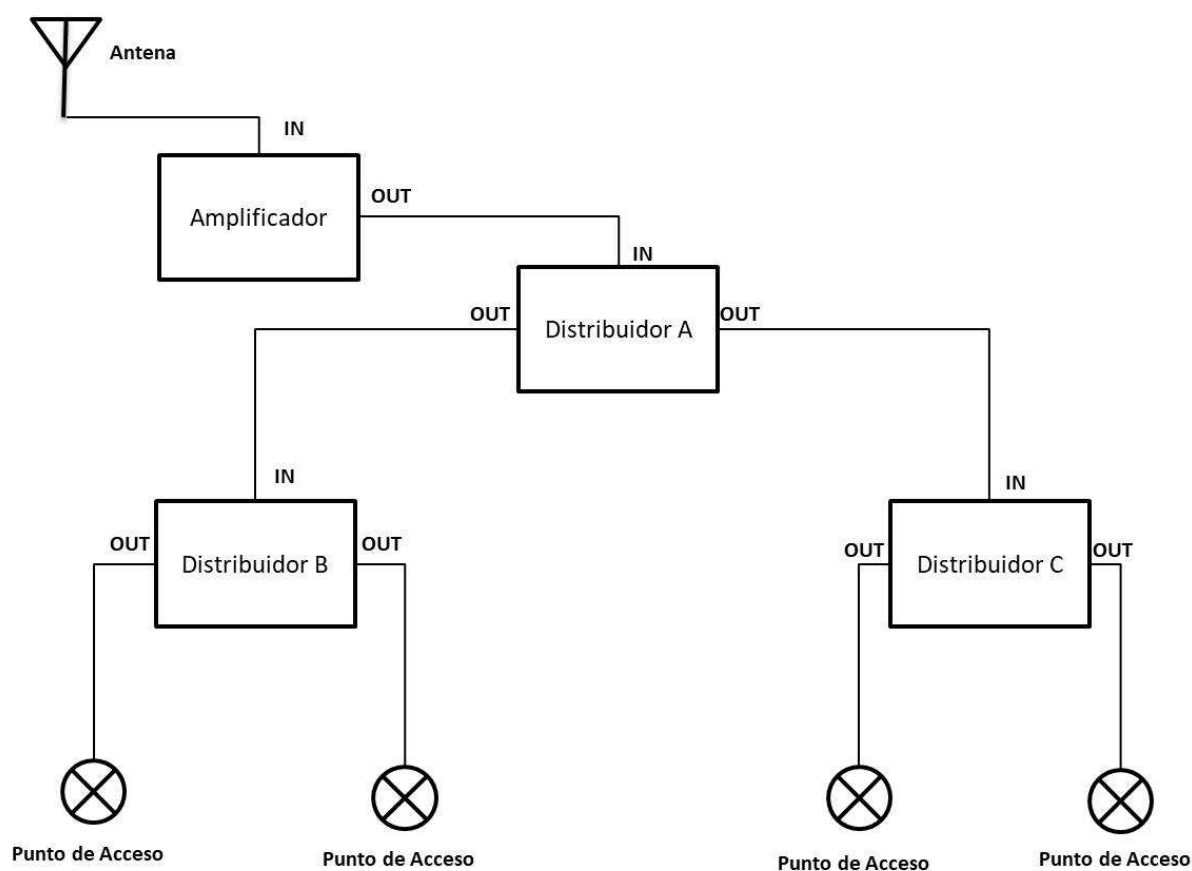 Antena
IN
Amplificador
OUT
IN
OUT
Distribuidor A
OUT
IN
IN
OUT
Distribuidor B
OUT
OUT
Distribuidor C
OUT
Punto de Acceso
Punto de Acceso
Punto de Acceso
Punto de Acceso